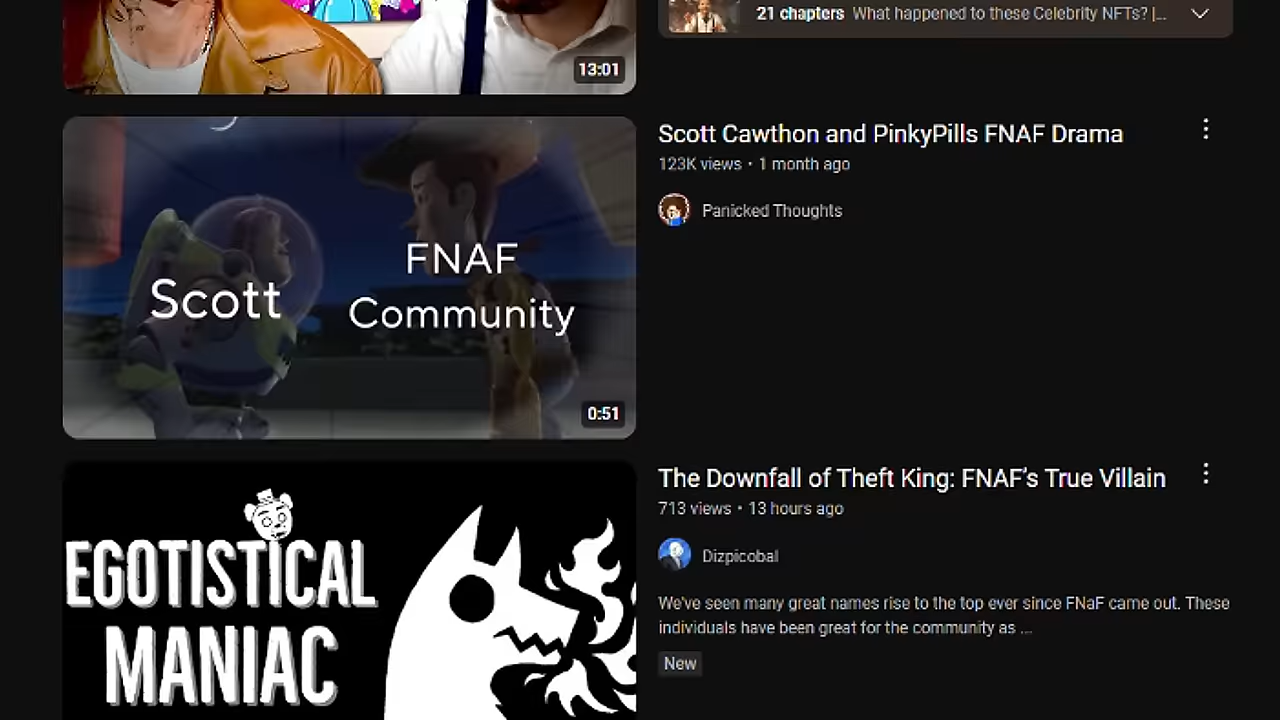 21 chapters What happened to these Celebrity NFTs? |...
13:01
Scott Cawthon and PinkyPills FNAF Drama
123K views • 1 month ago
Panicked Thoughts
Scott
FNAF
Community
0:51
The Downfall of Theft King: FNAF's True Villain
713 views • 13 hours ago
Dizpicobal
We've seen many great names rise to the top ever since FNaF came out. These
individuals have been great for the community as ...
New
EGOTISTICAL
MANIAC